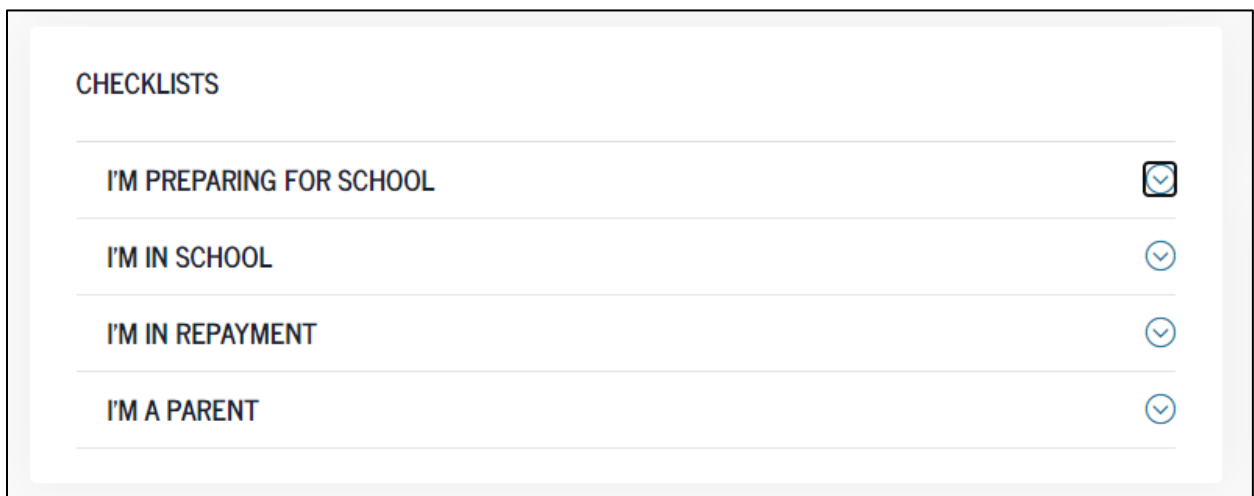 CHECKLISTS
I'M PREPARING FOR SCHOOL
I'M IN SCHOOL
I'M IN REPAYMENT
I'M A PARENT